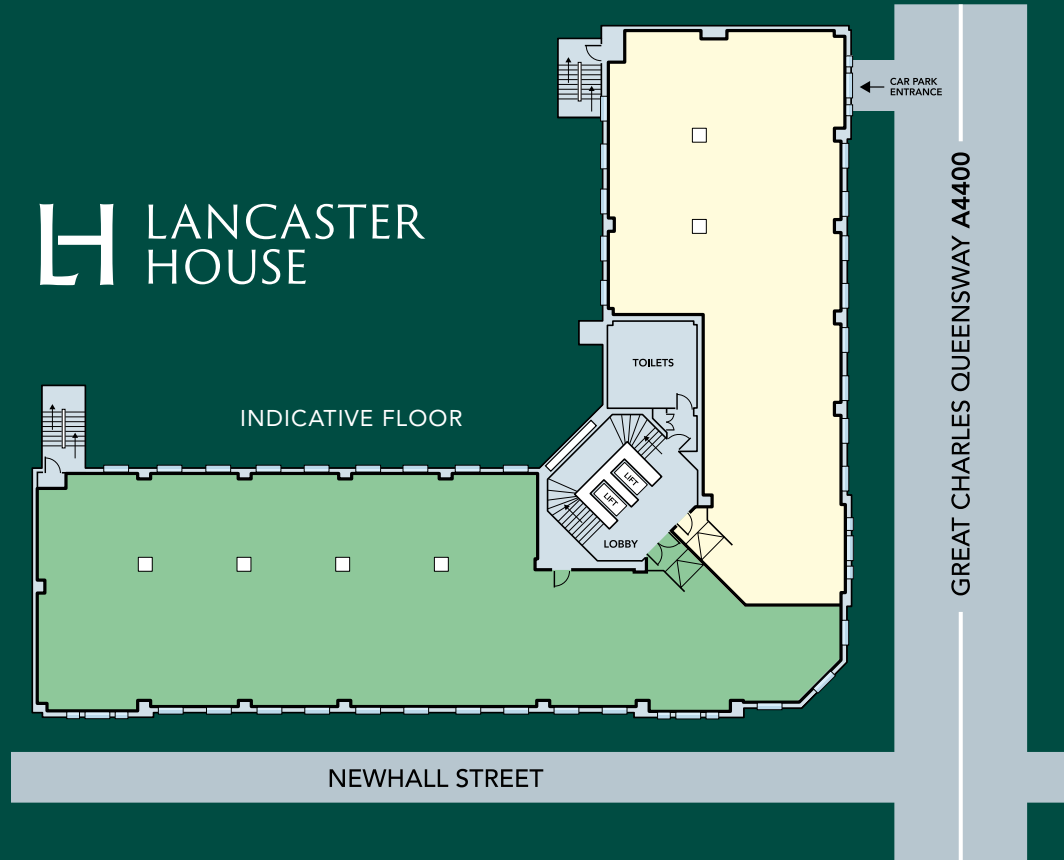 CAR PARK
ENTRANCE
LANCASTER
HOUSE
GREAT CHARLES QUEENSWAY A4400
TOILETS
INDICATIVE FLOOR
LIFT
LIFT
LOBBY
NEWHALL STREET